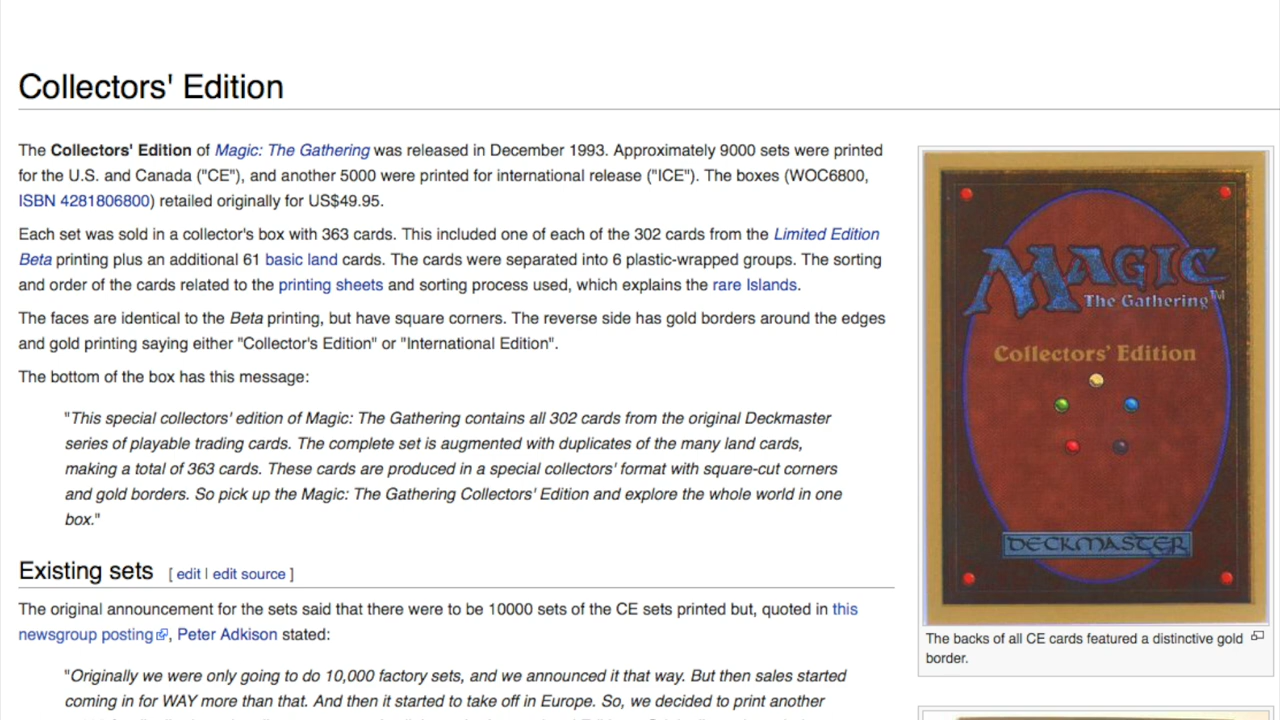 Collectors' Edition
The Collectors' Edition of Magic: The Gathering was released in December 1993. Approximately 9000 sets were printed
for the U.S. and Canada ("CE"), and another 5000 were printed for international release ("ICE"). The boxes (WOC6800,
ISBN 4281806800) retailed originally for US$49.95.
Each set was sold in a collector's box with 363 cards. This included one of each of the 302 cards from the Limited Edition
Beta printing plus an additional 61 basic land cards. The cards were separated into 6 plastic-wrapped groups. The sorting
and order of the cards related to the printing sheets and sorting process used, which explains the rare Islands.
The faces are identical to the Beta printing, but have square corners. The reverse side has gold borders around the edges
and gold printing saying either "Collector's Edition" or "International Edition".
The bottom of the box has this message:
"This special collectors' edition of Magic: The Gathering contains all 302 cards from the original Deckmaster
series of playable trading cards. The complete set is augmented with duplicates of the many land cards,
making a total of 363 cards. These cards are produced in a special collectors' format with square-cut corners
and gold borders. So pick up the Magic: The Gathering Collectors' Edition and explore the whole world in one
box."
Existing sets [ edit | edit source ]
The original announcement for the sets said that there were to be 10000 sets of the CE sets printed but, quoted in this
newsgroup posting, Peter Adkison stated:
"Originally we were only going to do 10,000 factory sets, and we announced it that way. But then sales started
coming in for WAY more than that. And then it started to take off in Europe. So, we decided to print another
MAGIC
The Gathering™
Collectors' Edition
DECKMASTER
The backs of all CE cards featured a distinctive gold
border.